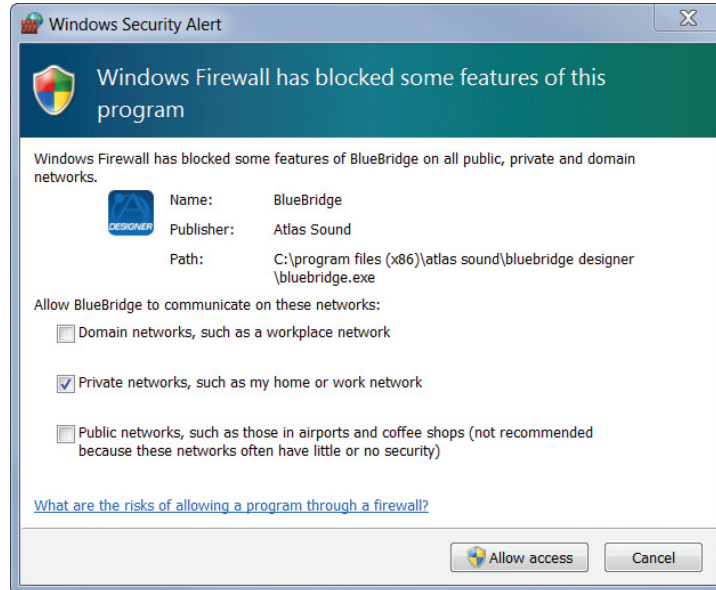 Windows Security Alert
Windows Firewall has blocked some features of this
program
Windows Firewall has blocked some features of BlueBridge on all public, private and domain
networks.
DESIGNER
Name: BlueBridge
Publisher: Atlas Sound
Path: C:\program files (x86)\atlas sound\bluebridge designer
\bluebridge.exe
Allow BlueBridge to communicate on these networks:
Domain networks, such as a workplace network
Private networks, such as my home or work network
Public networks, such as those in airports and coffee shops (not recommended
because these networks often have little or no security)
What are the risks of allowing a program through a firewall?
Allow access Cancel